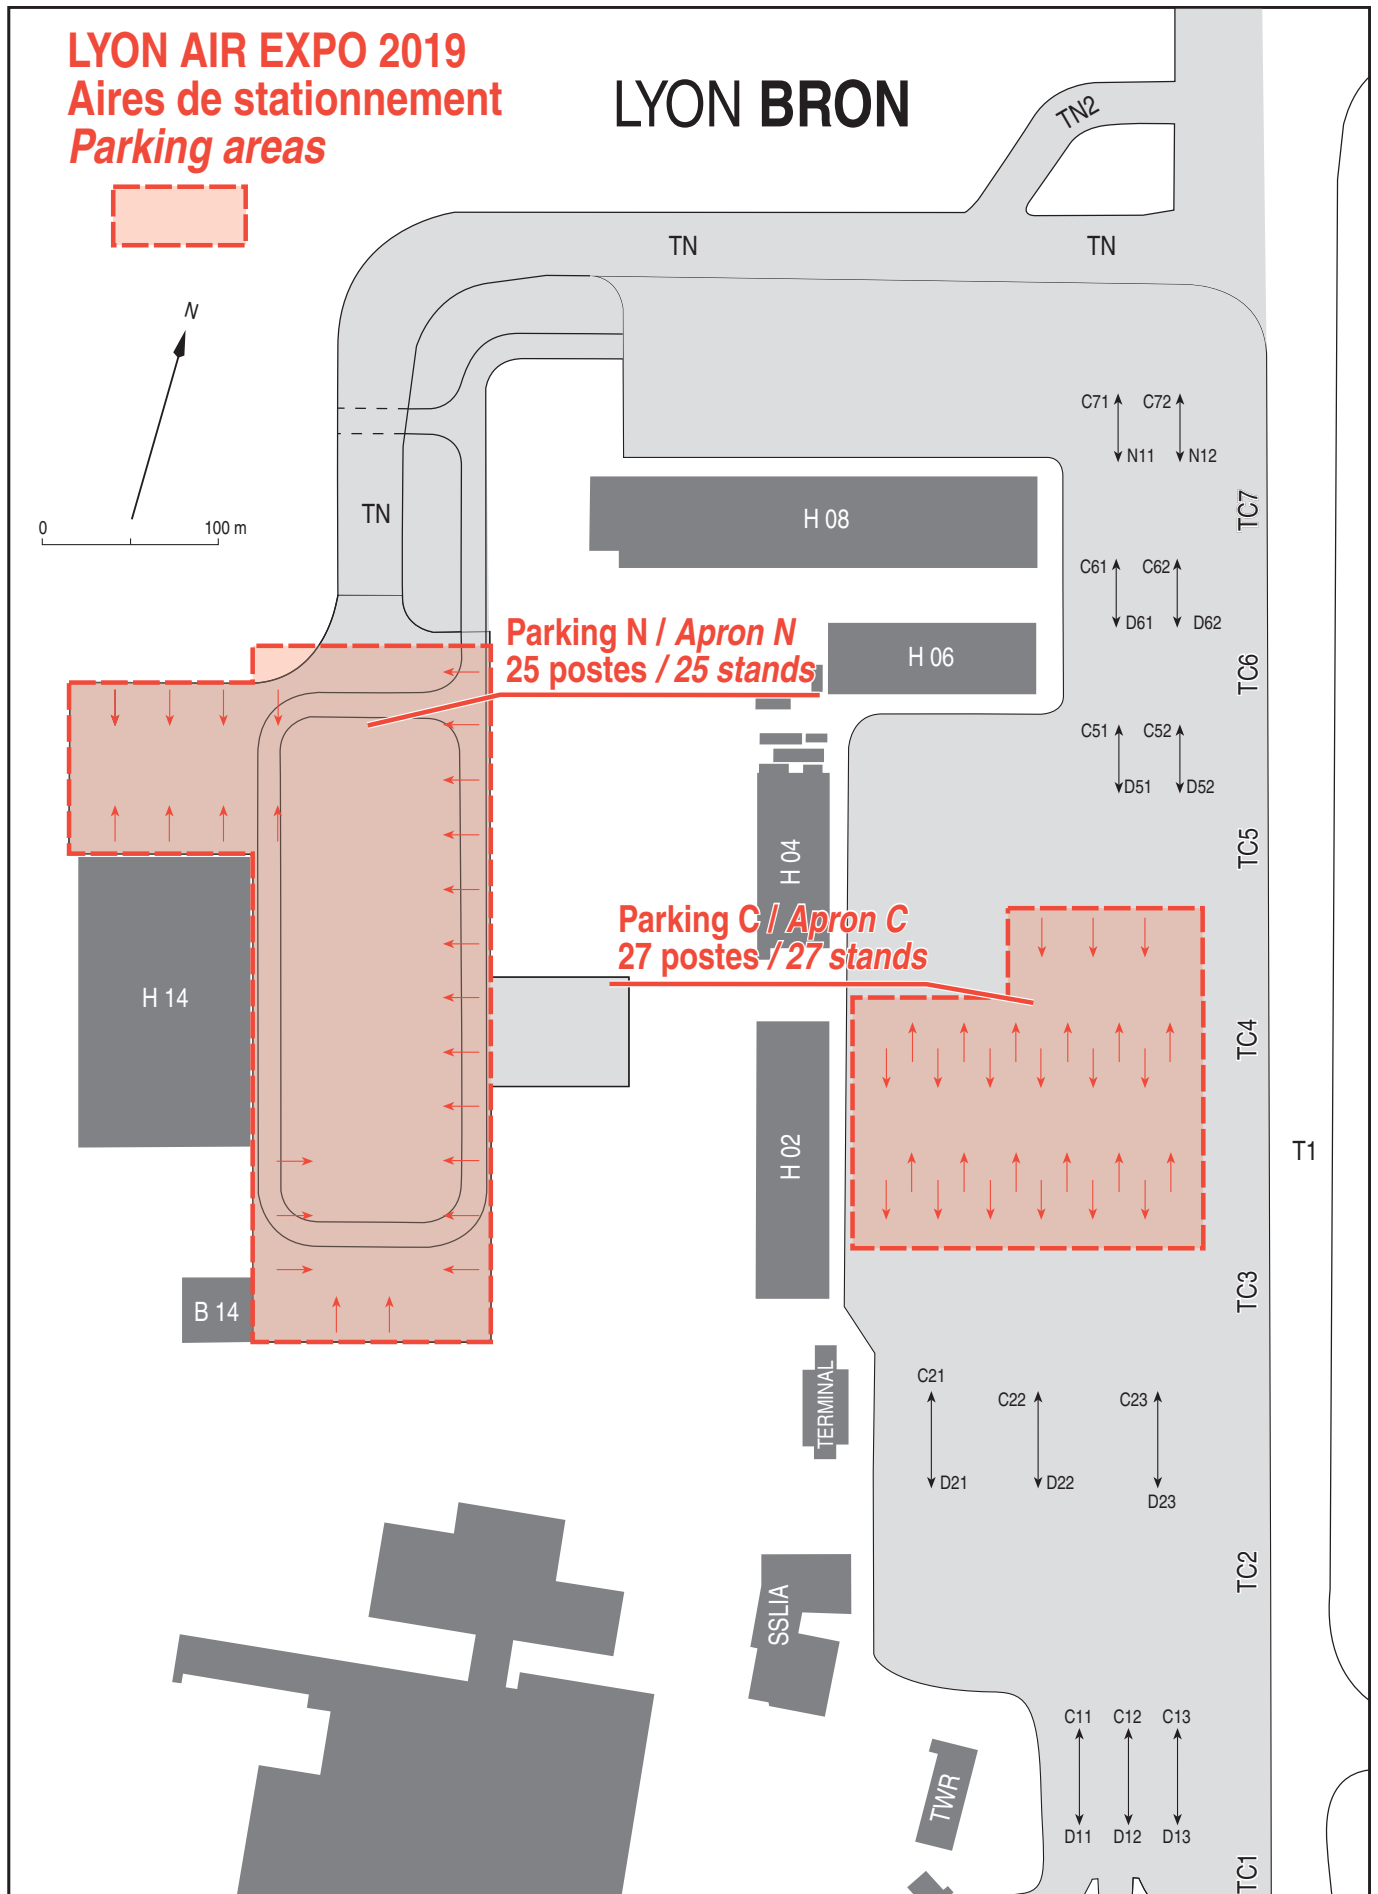 LYON AIR EXPO 2019
Aires de stationnement
Parking areas
LYON BRON
TN2
TN
TN
N
0
100 m
TN
C71
C72
N11
N12
H 08
TC7
C61
C62
D61
D62
Parking N / Apron N
25 postes / 25 stands
H 06
TC6
C51
C52
D51
D52
H 04
TC5
Parking C / Apron C
27 postes / 27 stands
H 14
TC4
H 02
T1
TC3
B 14
TERMINAL
C21
C22
C23
D21
D22
D23
TC2
SSLIA
C11
C12
C13
TWR
D11
D12
D13
TC1